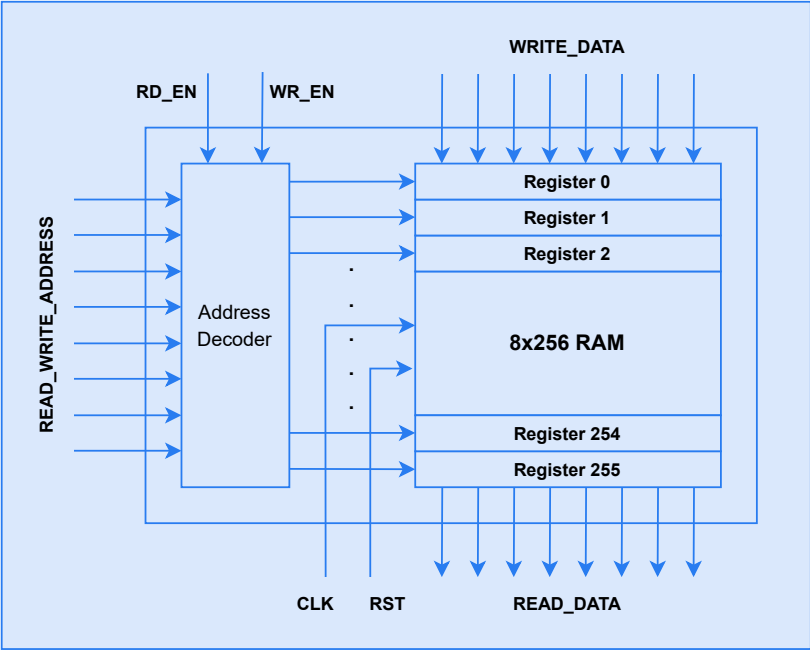 WRITE_DATA
RD_EN
WR_EN
Register 0
Register 1
Register 2
READ_WRITE_ADDRESS
Address
Decoder
8x256 RAM
Register 254
Register 255
CLK
RST
READ_DATA